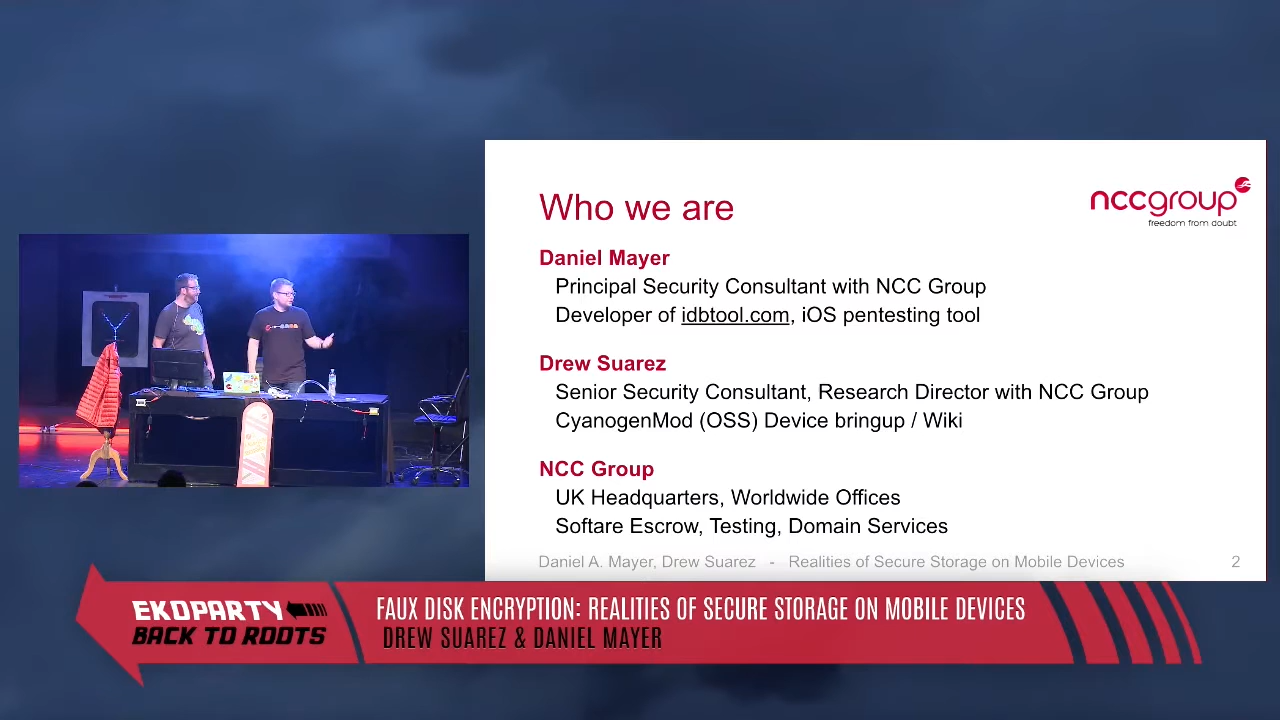 nccgroup
freedom from doubt
Who we are
Daniel Mayer
Principal Security Consultant with NCC Group
Developer of idbtool.com, iOS pentesting tool
Drew Suarez
Senior Security Consultant, Research Director with NCC Group
CyanogenMod (OSS) Device bringup / Wiki
NCC Group
UK Headquarters, Worldwide Offices
Softare Escrow, Testing, Domain Services
Daniel A. Mayer, Drew Suarez - Realities of Secure Storage on Mobile Devices 2
EKOPARTY
BACK TO ROOTS
FAUX DISK ENCRYPTION: REALITIES OF SECURE STORAGE ON MOBILE DEVICES
DREW SUAREZ & DANIEL MAYER